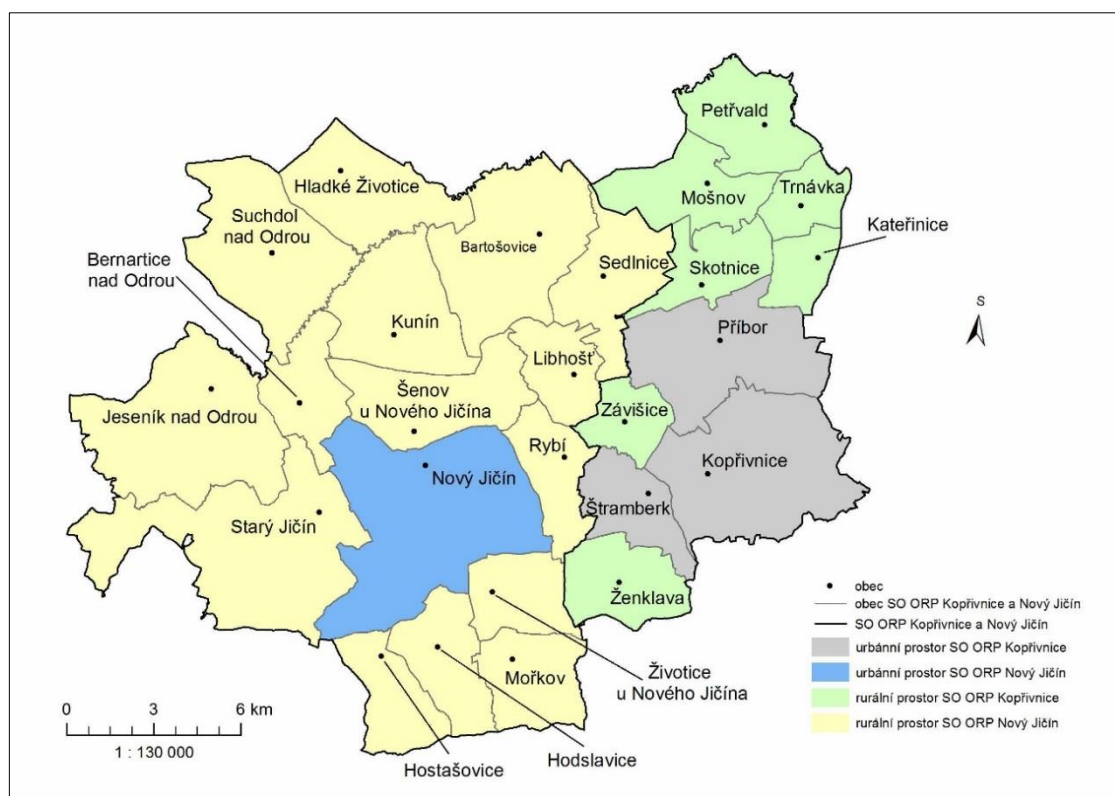 Petřvald
Hladké Životice
Mošnov
Trnávka
Suchdol
nad Odrou
Kateřinice
Bartošovice
Bernartice
nad Odrou
Sedlnice
Skotnice
S
Kunín
Příbor
Libhošť
Šenov
u Nového Jičína
Jeseník nad Odrou
Závišice
Rybí
Nový Jičín
Kopřivnice
Štramberk
Starý Jičín
Ženklava
obec
obec SO ORP Kopřivnice a Nový Jičín
SO ORP Kopřivnice a Nový Jičín
urbánní prostor SO ORP Kopřivnice
urbánní prostor SO ORP Nový Jičín
rurální prostor SO ORP Kopřivnice
rurální prostor SO ORP Nový Jičín
Mořkov
Životice
u Nového Jičína
0 3 6 km
1 : 130 000
Hostašovice
Hodslavice